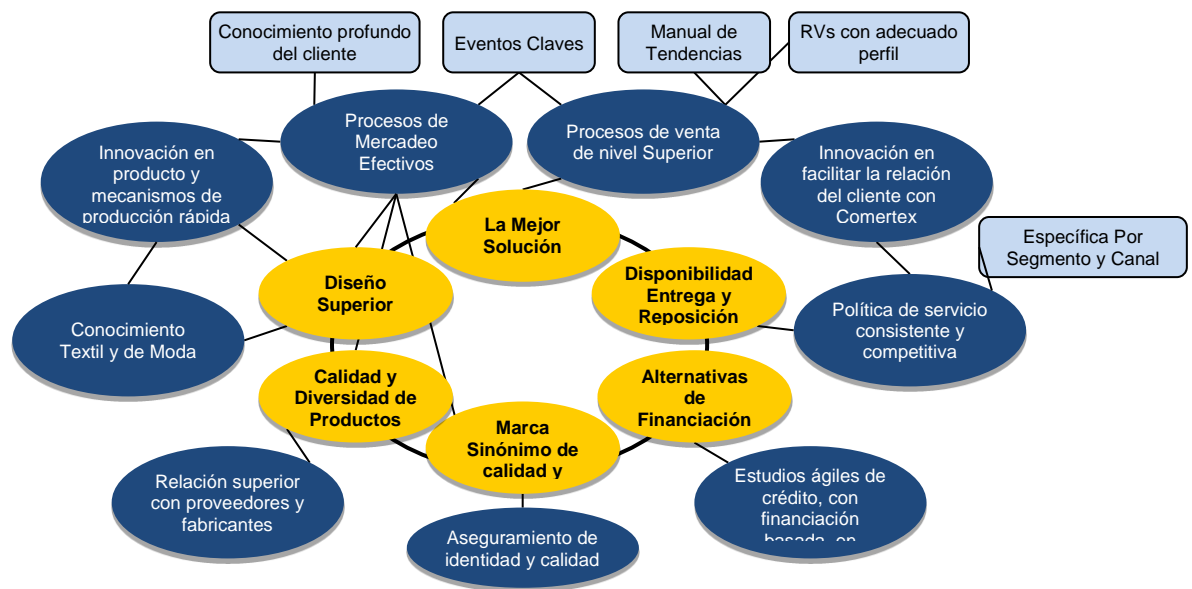 Conocimiento profundo
del cliente
Eventos Claves
Manual de
Tendencias
RVs con adecuado
perfil
Procesos de
Mercadeo
Efectivos
Procesos de venta
de nivel Superior
Innovación en
producto y
mecanismos de
producción rápida
Innovación en
facilitar la relación
del cliente con
Comertex
Específica Por
Segmento y Canal
La Mejor
Solución
Diseño
Superior
Disponibilidad
Entrega y
Reposición
Conocimiento
Textil y de Moda
Política de servicio
consistente y
competitiva
Calidad y
Diversidad de
Productos
Alternativas
de
Financiación
Marca
Sinónimo de
calidad y
Relación superior
con proveedores y
fabricantes
Estudios ágiles de
crédito, con
financiación
basada en
Aseguramiento de
identidad y calidad